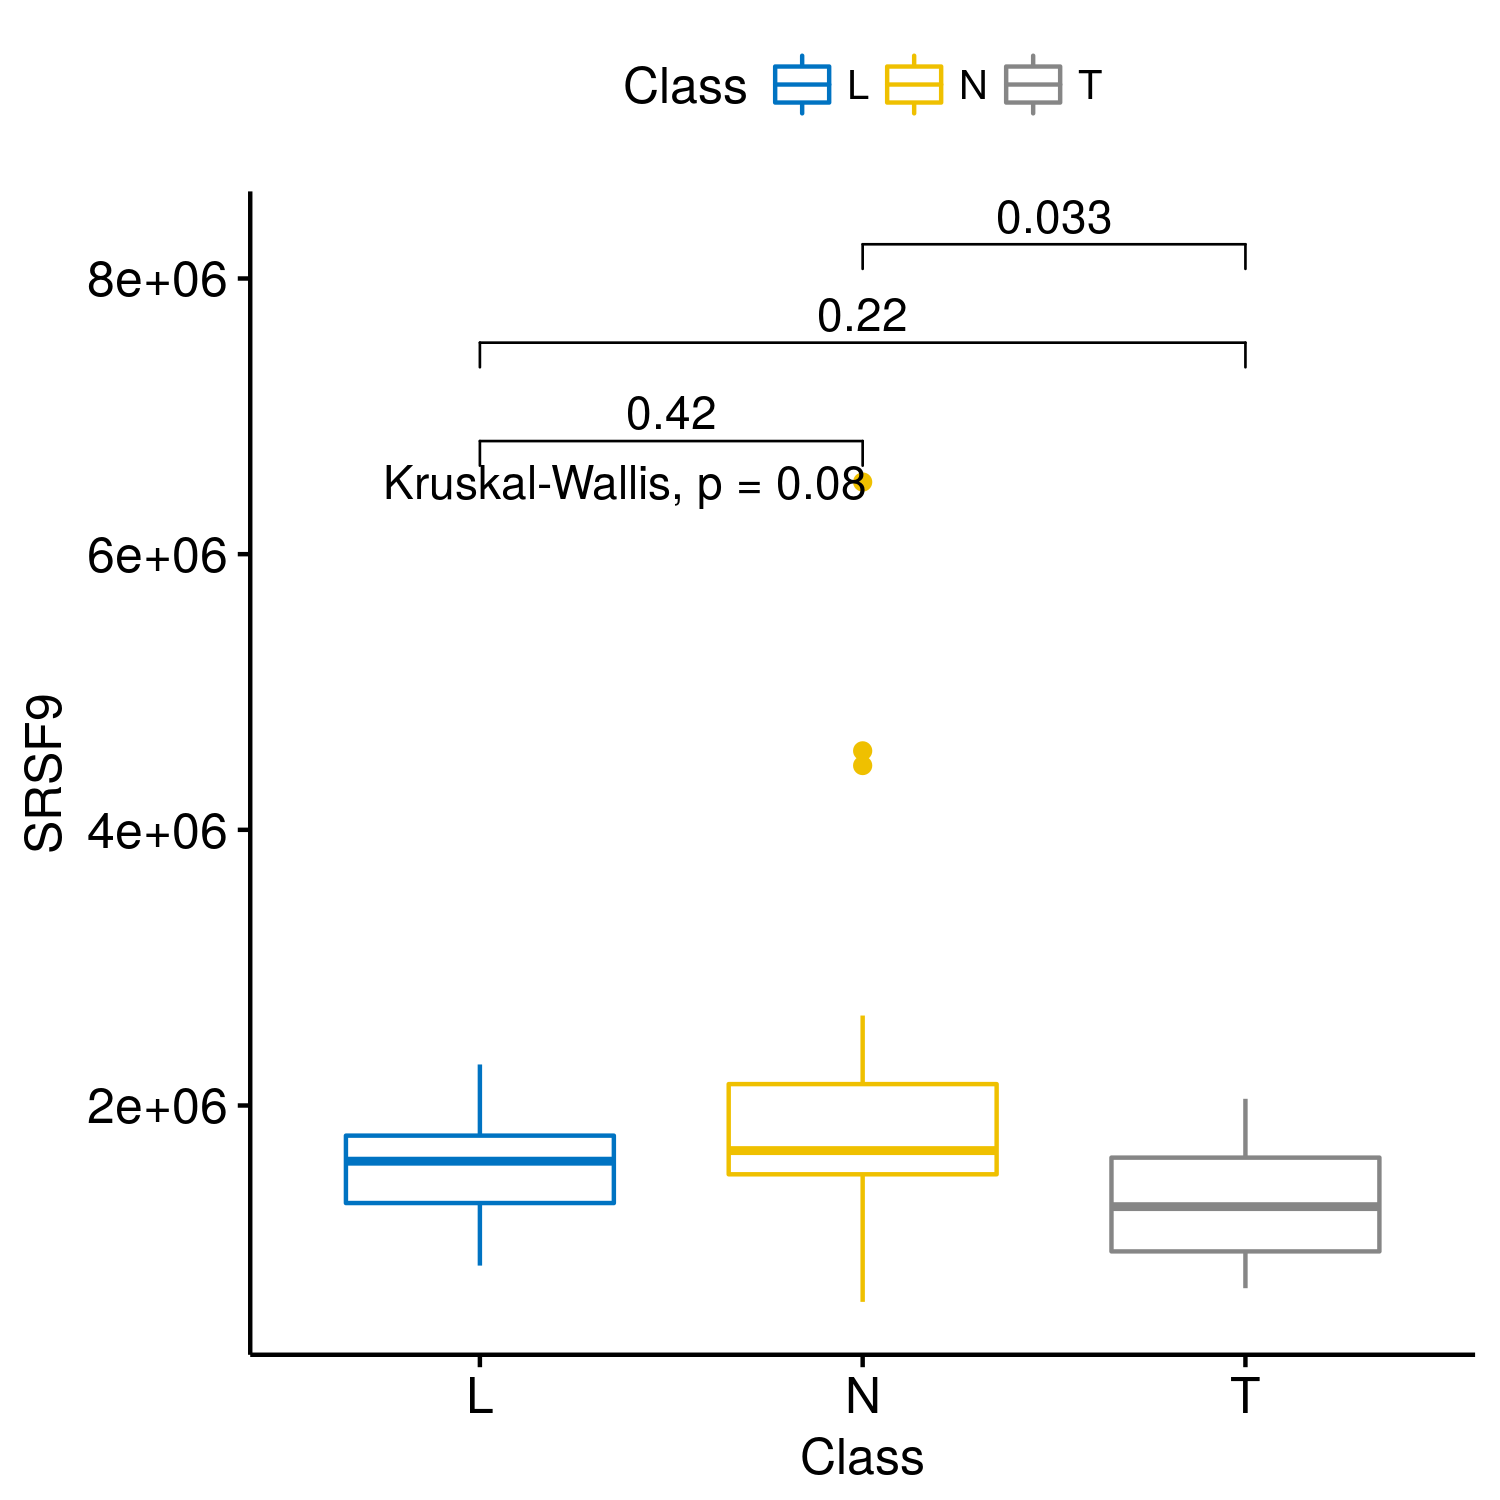 Class L N T
0.033
0.22
0.42
Kruskal-Wallis, p = 0.08
8e+06
6e+06
4e+06
2e+06
SRSF9
L N T
Class